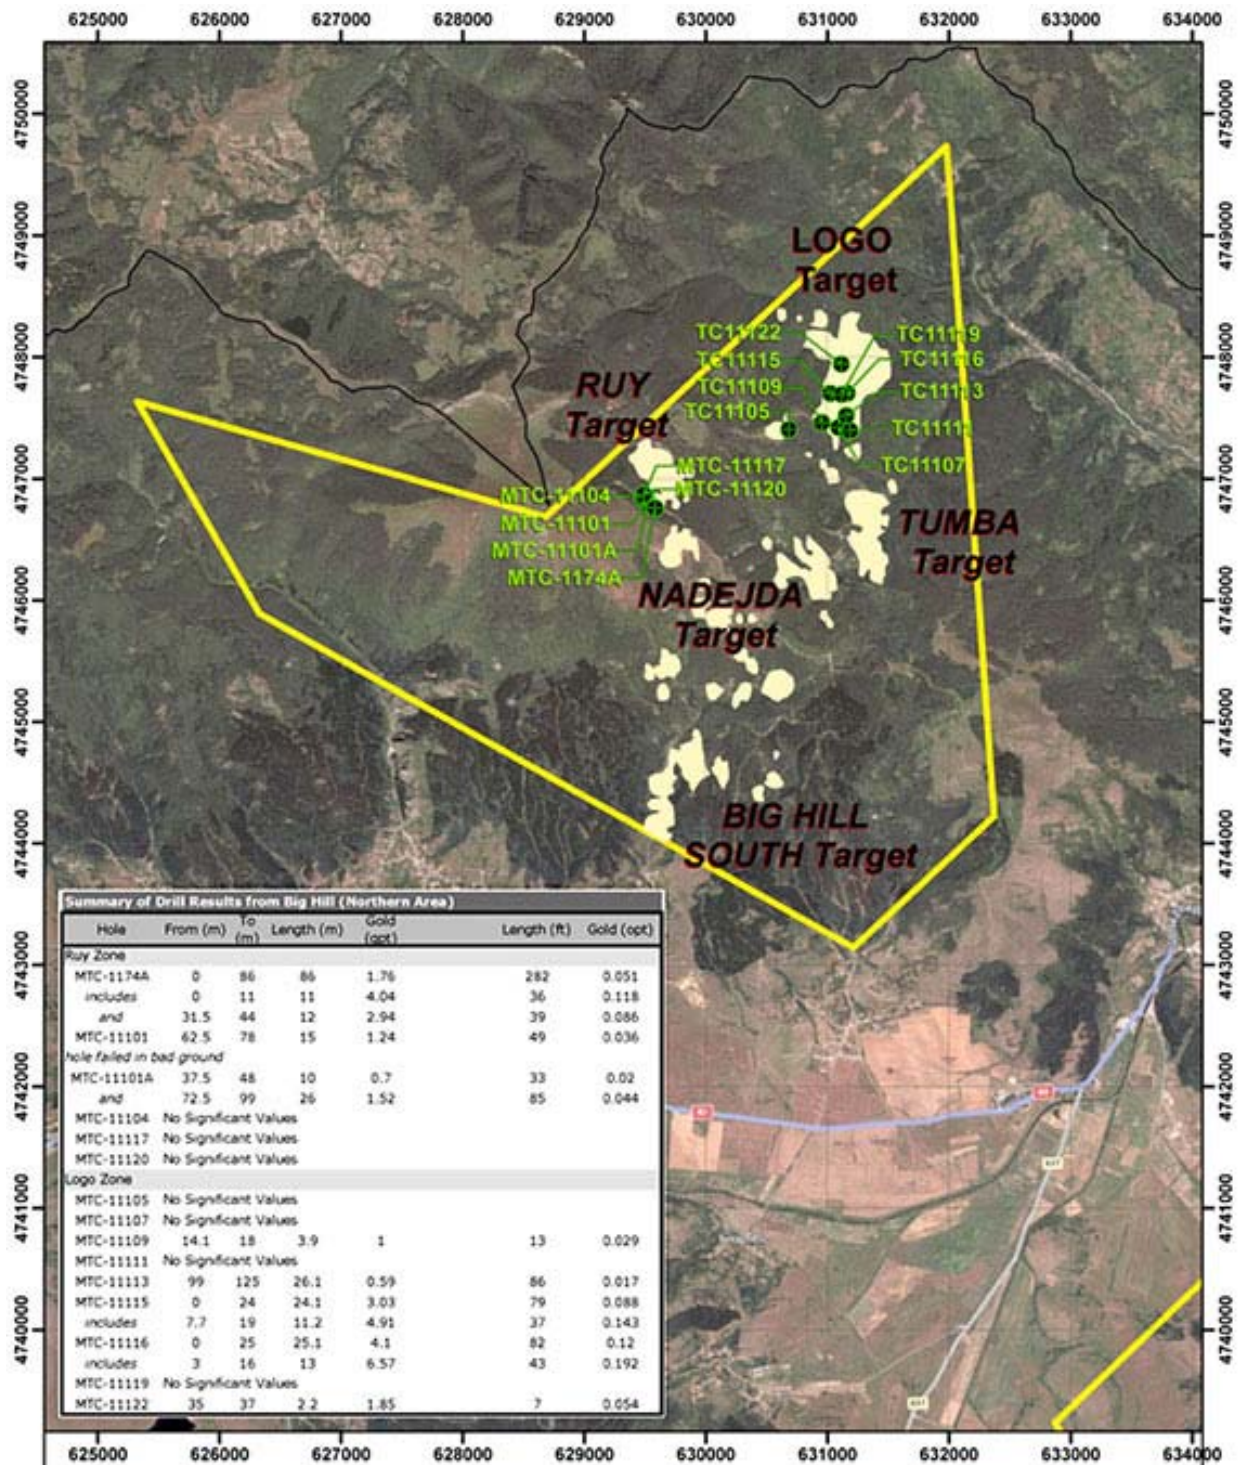 625000 626000 627000 628000 629000 630000 631000 632000 633000 634000
4750000 4750000
4749000 4749000
LOGO
Target
TC11122 TC11119
4748000 4748000
TC11115 TC11116
RUY
Target
TC11109 TC11113
TC11105 TC11111
MTC-11117 TC11107
4747000 4747000
MTC-11104 MTC-11120
MTC-11101
TUMBA
Target
MTC-11101A
MTC-1174A
4746000 4746000
NADEJDA
Target
4745000 4745000
4744000 4744000
BIG HILL
SOUTH Target
Summary of Drill Results from Big Hill (Northern Area)
Hole From (m) To (m) Length (m) Gold (gpt) Length (ft) Gold (opt)
Ruy Zone
MTC-1174A 0 86 86 1.76 282 0.051
includes 0 11 11 4.04 36 0.118
and 31.5 44 12 2.94 39 0.086
MTC-11101 62.5 78 15 1.24 49 0.036
hole failed in bad ground
MTC-11101A 37.5 48 10 0.7 33 0.02
and 72.5 99 26 1.52 85 0.044
MTC-11104 No Significant Values
MTC-11117 No Significant Values
MTC-11120 No Significant Values
Logo Zone
MTC-11105 No Significant Values
MTC-11107 No Significant Values
MTC-11109 14.1 18 3.9 1 13 0.029
MTC-11111 No Significant Values
MTC-11113 99 125 26.1 0.59 86 0.017
MTC-11115 0 24 24.1 3.03 79 0.088
includes 7.7 19 11.2 4.91 37 0.143
MTC-11116 0 25 25.1 4.1 82 0.12
includes 3 16 13 6.57 43 0.192
MTC-11119 No Significant Values
MTC-11122 35 37 2.2 1.85 7 0.054
4743000 4743000
4742000 4742000
4741000 4741000
4740000 4740000
625000 626000 627000 628000 629000 630000 631000 632000 633000 634000